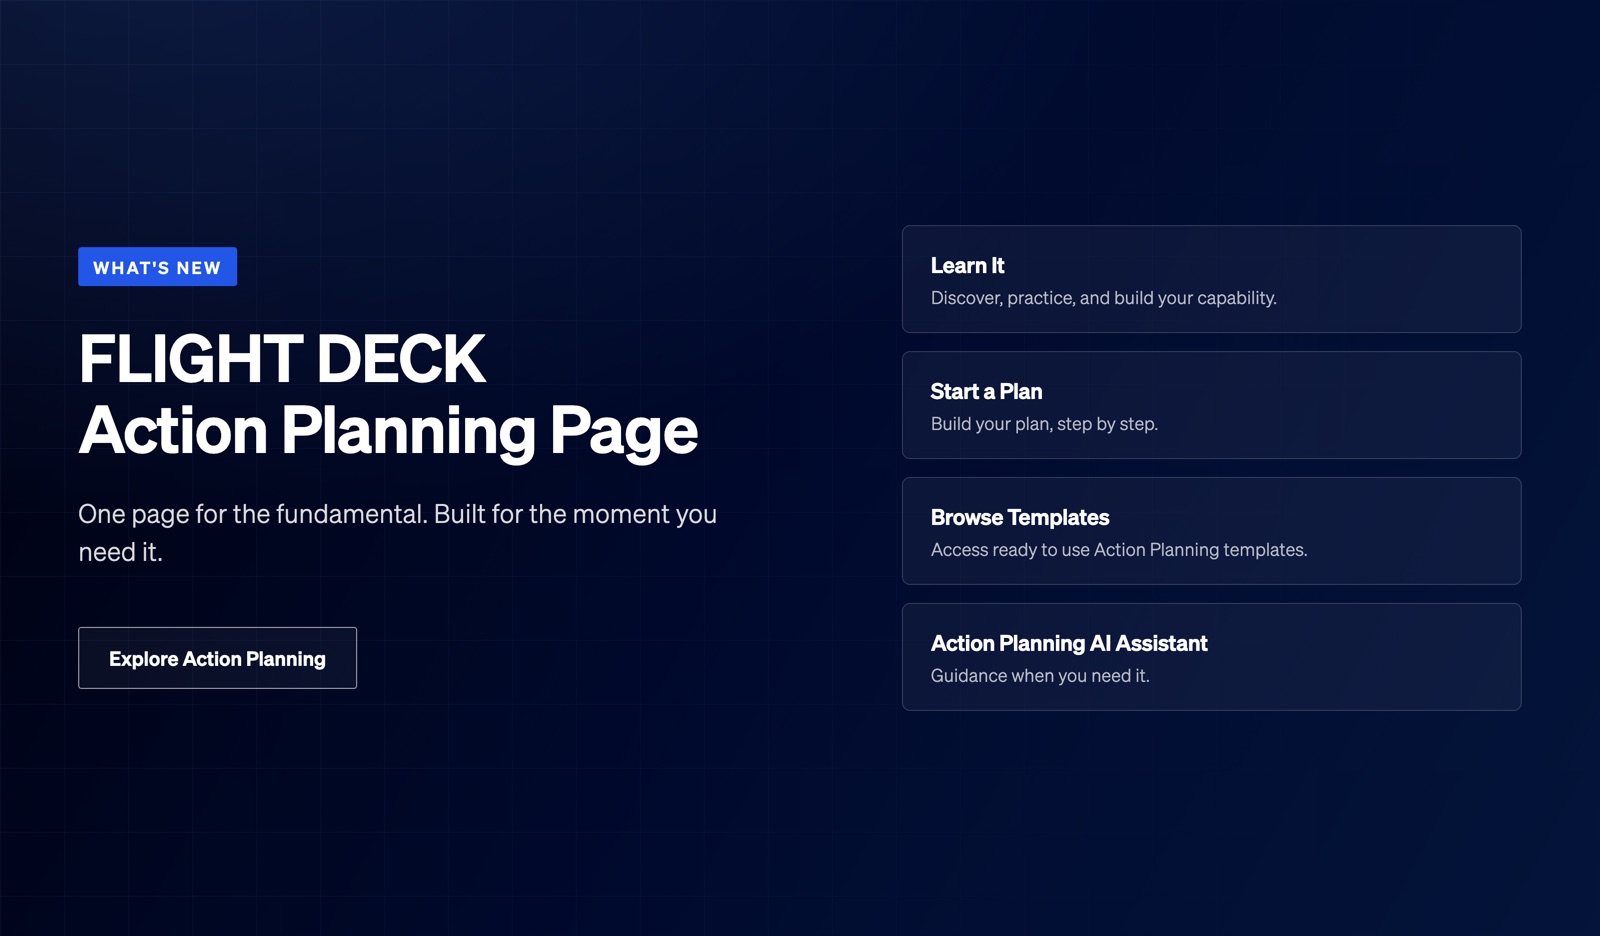 WHAT'S NEW
FLIGHT DECK
Action Planning Page
One page for the fundamental. Built for the moment you
need it.
Explore Action Planning
Learn It
Discover, practice, and build your capability.
Start a Plan
Build your plan, step by step.
Browse Templates
Access ready to use Action Planning templates.
Action Planning AI Assistant
Guidance when you need it.